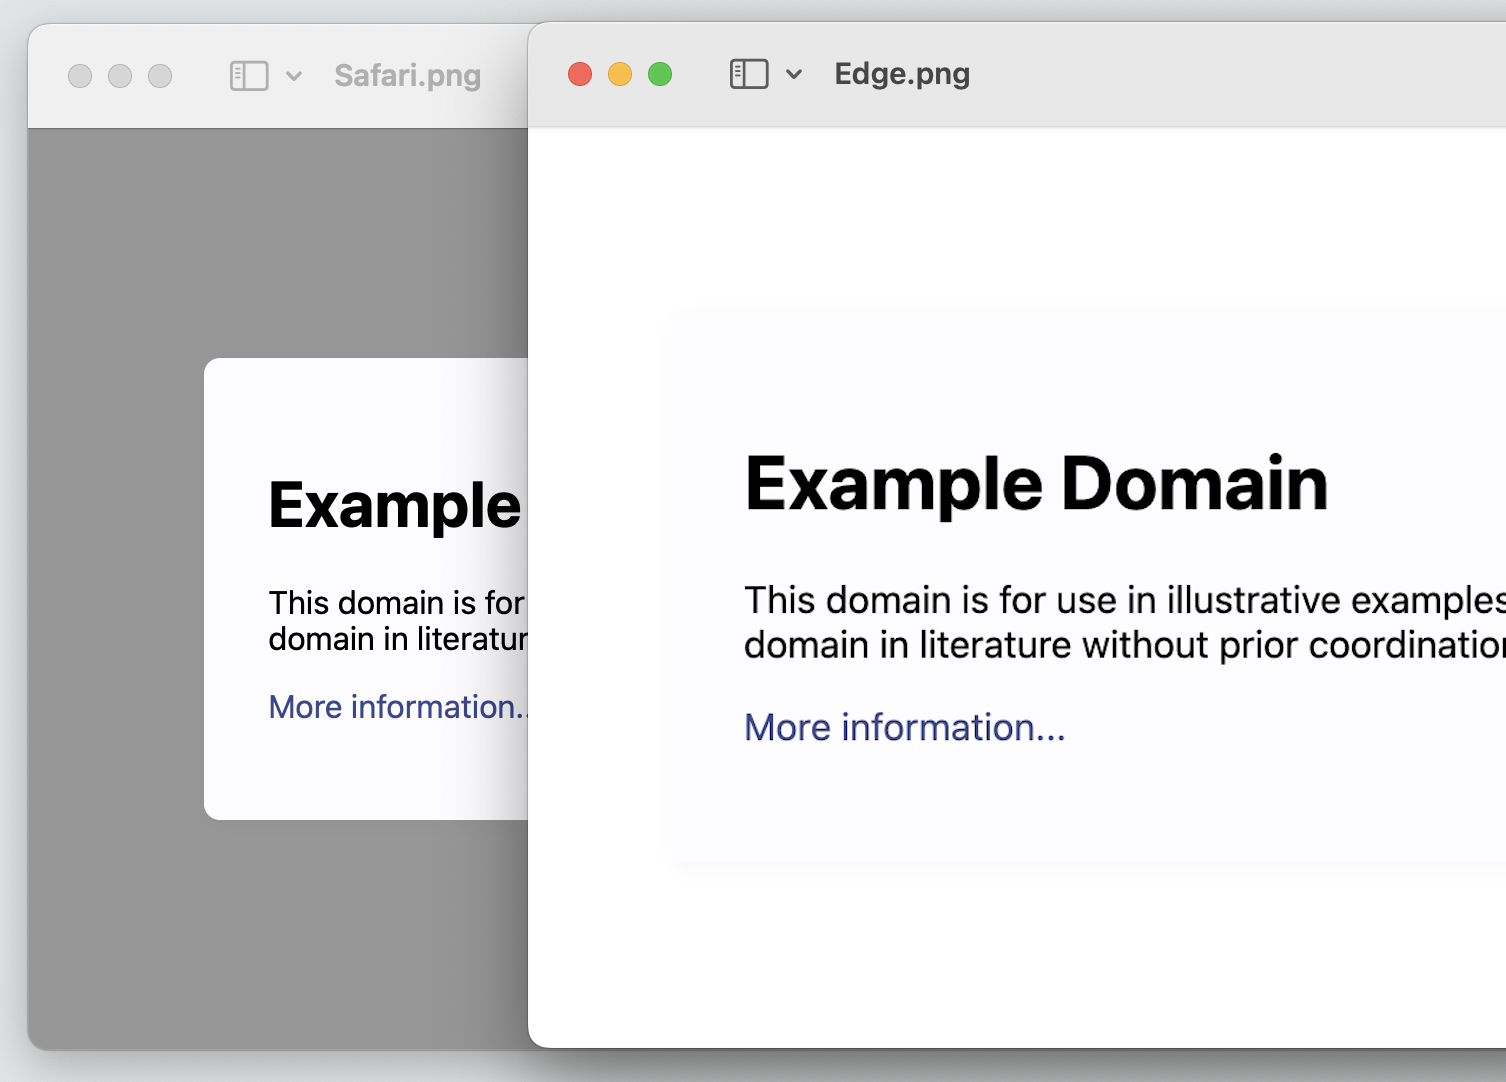 Safari.png
Example
This domain is for
domain in literatur
More information..
Edge.png
Example Domain
This domain is for use in illustrative examples
domain in literature without prior coordination
More information...